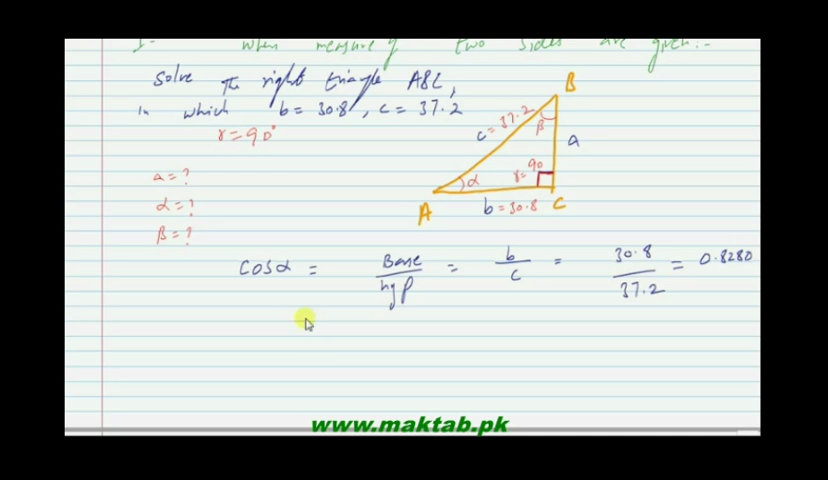 I- when measure of two sides are given:-
Solve The right triangle ABC,
in which b = 30.8, c = 37.2
γ = 90°
a = ?
α = ?
β = ?
B
c = 37.2
β
a
γ = 90
α
A
b = 30.8
C
Cosα = Base / hyp = b / c = 30.8 / 37.2 = 0.8280
www.maktab.pk